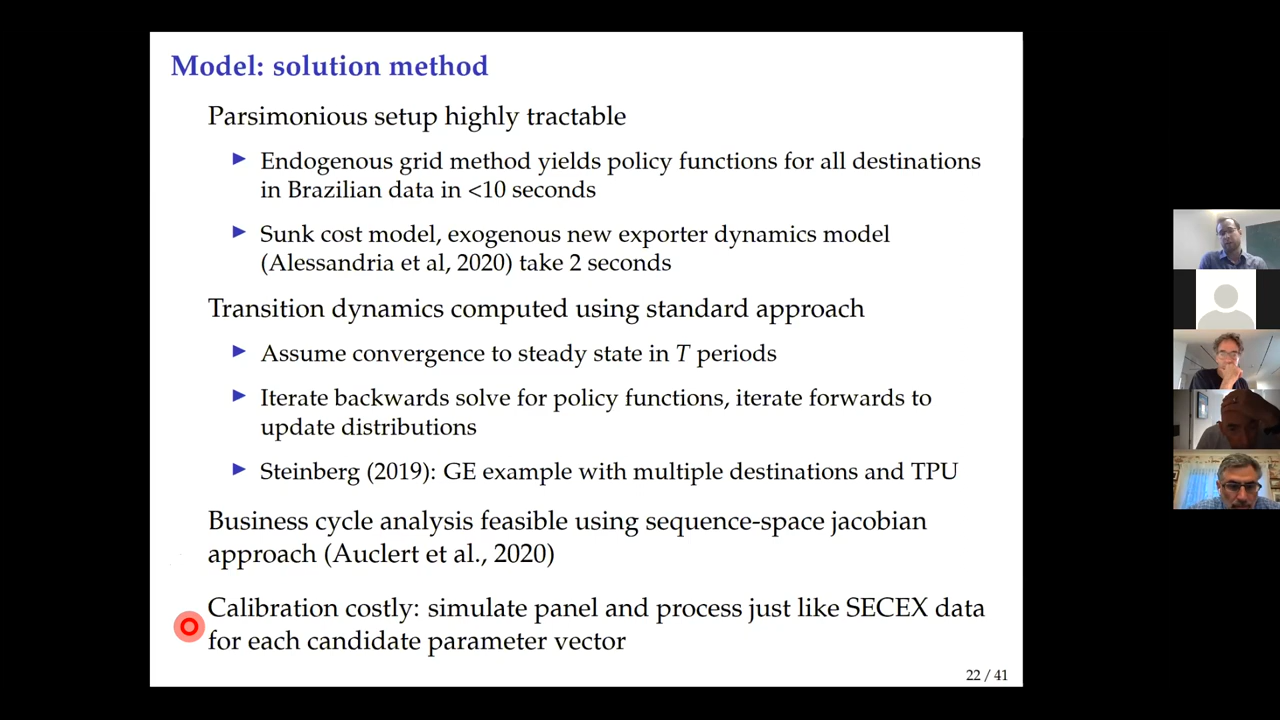 Model: solution method
Parsimonious setup highly tractable
Endogenous grid method yields policy functions for all destinations
in Brazilian data in <10 seconds
Sunk cost model, exogenous new exporter dynamics model
(Alessandria et al, 2020) take 2 seconds
Transition dynamics computed using standard approach
Assume convergence to steady state in T periods
Iterate backwards solve for policy functions, iterate forwards to
update distributions
Steinberg (2019): GE example with multiple destinations and TPU
Business cycle analysis feasible using sequence-space jacobian
approach (Auclert et al., 2020)
Calibration costly: simulate panel and process just like SECEX data
for each candidate parameter vector
22 / 41